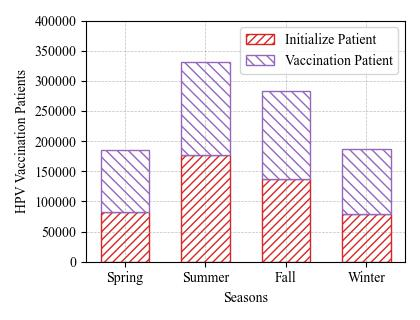 400000
350000
300000
250000
200000
150000
100000
50000
0
HPV Vaccination Patients
Initialize Patient
Vaccination Patient
Spring Summer Fall Winter
Seasons